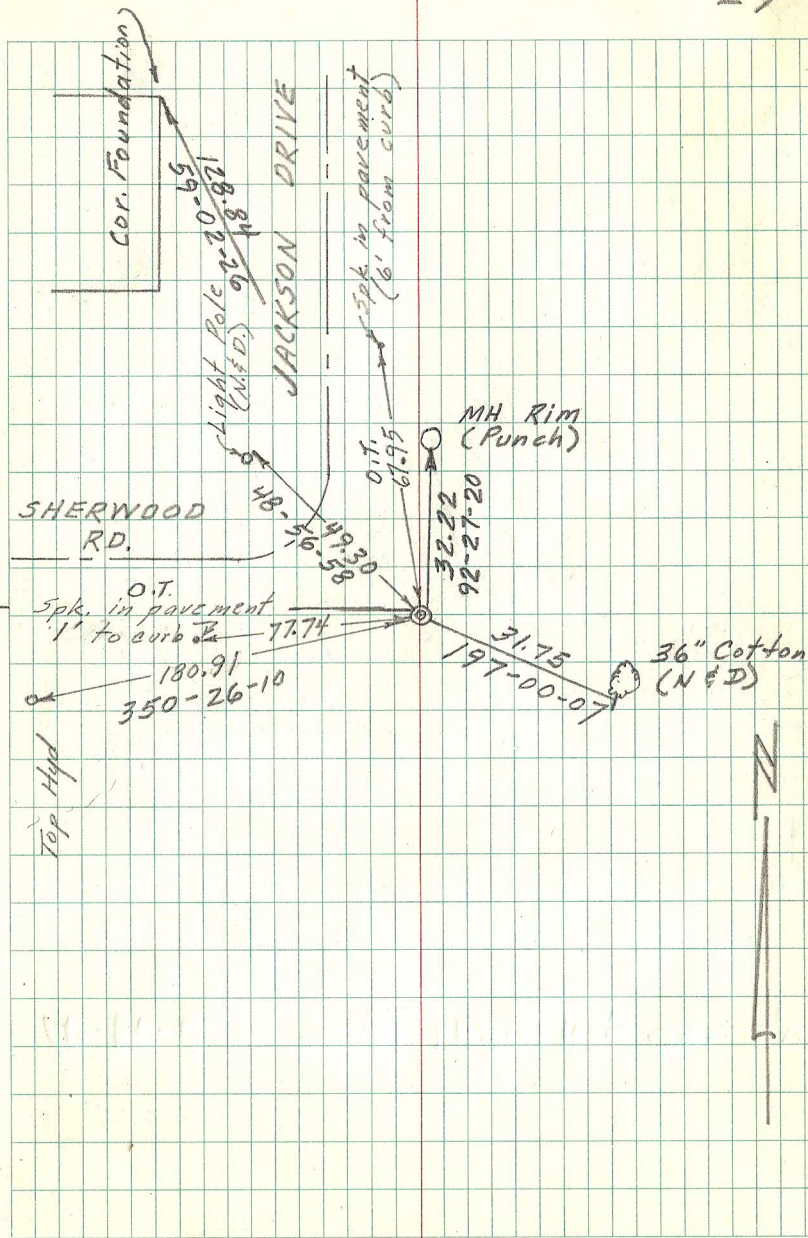 Cor. Foundation
128.84
59-20-26
JACKSON DRIVE
Spk. in pavement
(6' from curb)
Light Pole
(N.&D.)
MH Rim
(Punch)
O.T.
67.95
32.22
92-27-20
49.30
48-56-58
SHERWOOD
RD.
O.T.
Spk. in pavement
1' to curb
77.74
180.91
350-26-10
31.75
197-00-07
36" Cotton
(N & D)
Top Hyd
N